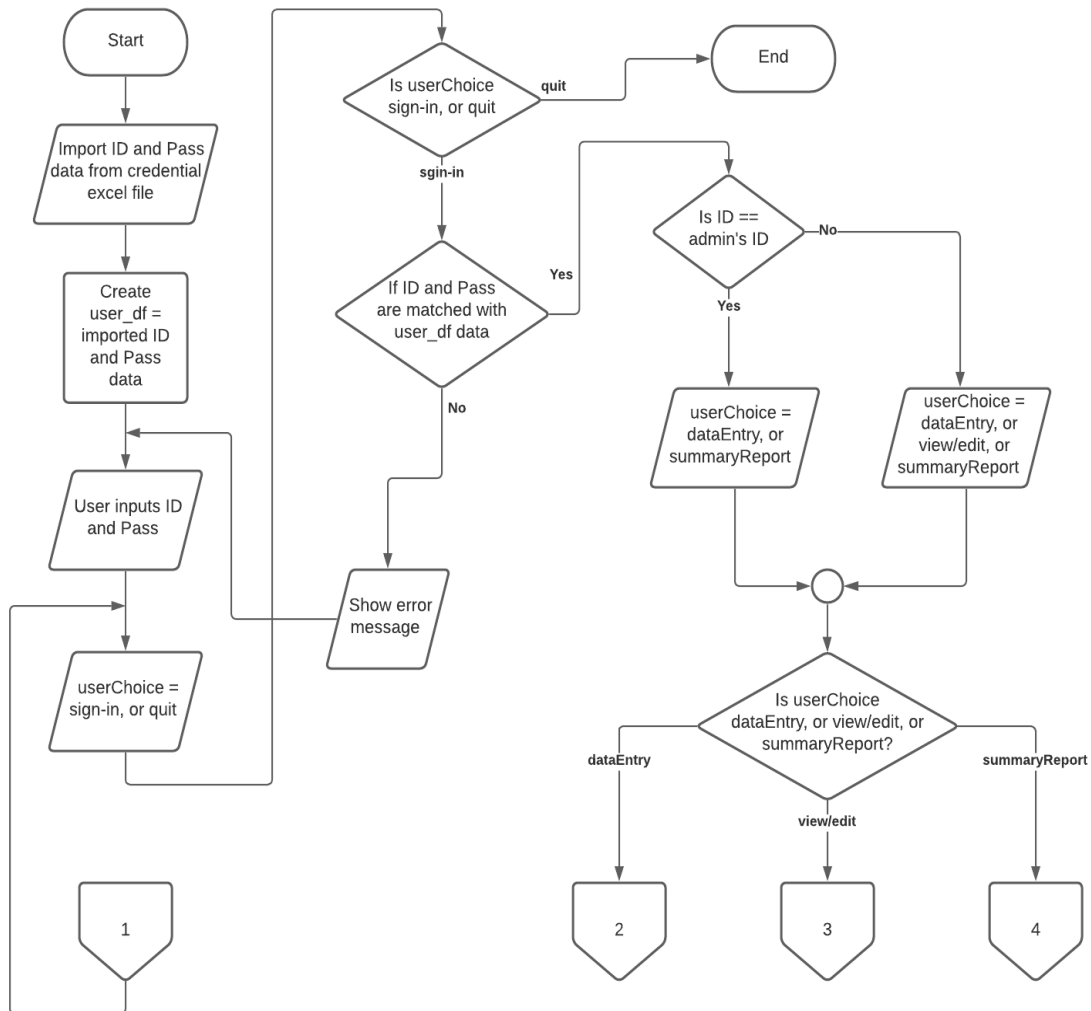 Start
Import ID and Pass
data from credential
excel file
Create
user_df =
imported ID
and Pass
data
User inputs ID
and Pass
userChoice =
sign-in, or quit
1
Is userChoice
sign-in, or quit
quit
End
sgin-in
If ID and Pass
are matched with
user_df data
Yes
No
Show error
message
Is ID ==
admin's ID
No
Yes
userChoice =
dataEntry, or
summaryReport
userChoice =
dataEntry, or
view/edit, or
summaryReport
Is userChoice
dataEntry, or view/edit, or
summaryReport?
dataEntry
summaryReport
view/edit
2
3
4